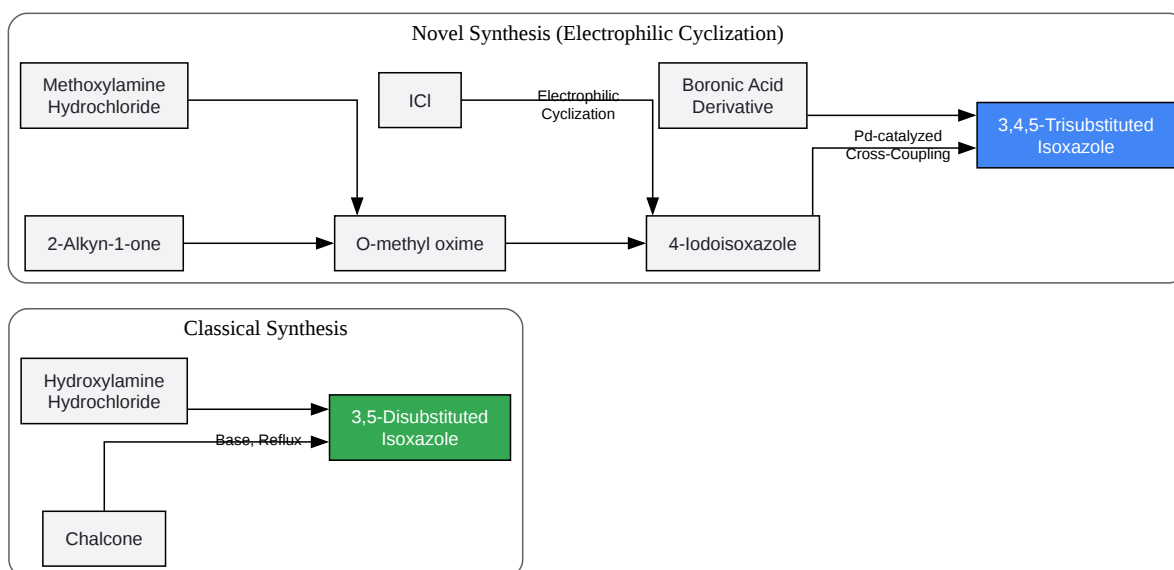 Novel Synthesis (Electrophilic Cyclization)
Methoxylamine
Hydrochloride
ICl
Electrophilic
Cyclization
Boronic Acid
Derivative
3,4,5-Trisubstituted
Isoxazole
Pd-catalyzed
Cross-Coupling
2-Alkyn-1-one
O-methyl oxime
4-Iodoisoxazole
Classical Synthesis
Hydroxylamine
Hydrochloride
3,5-Disubstituted
Isoxazole
Base, Reflux
Chalcone